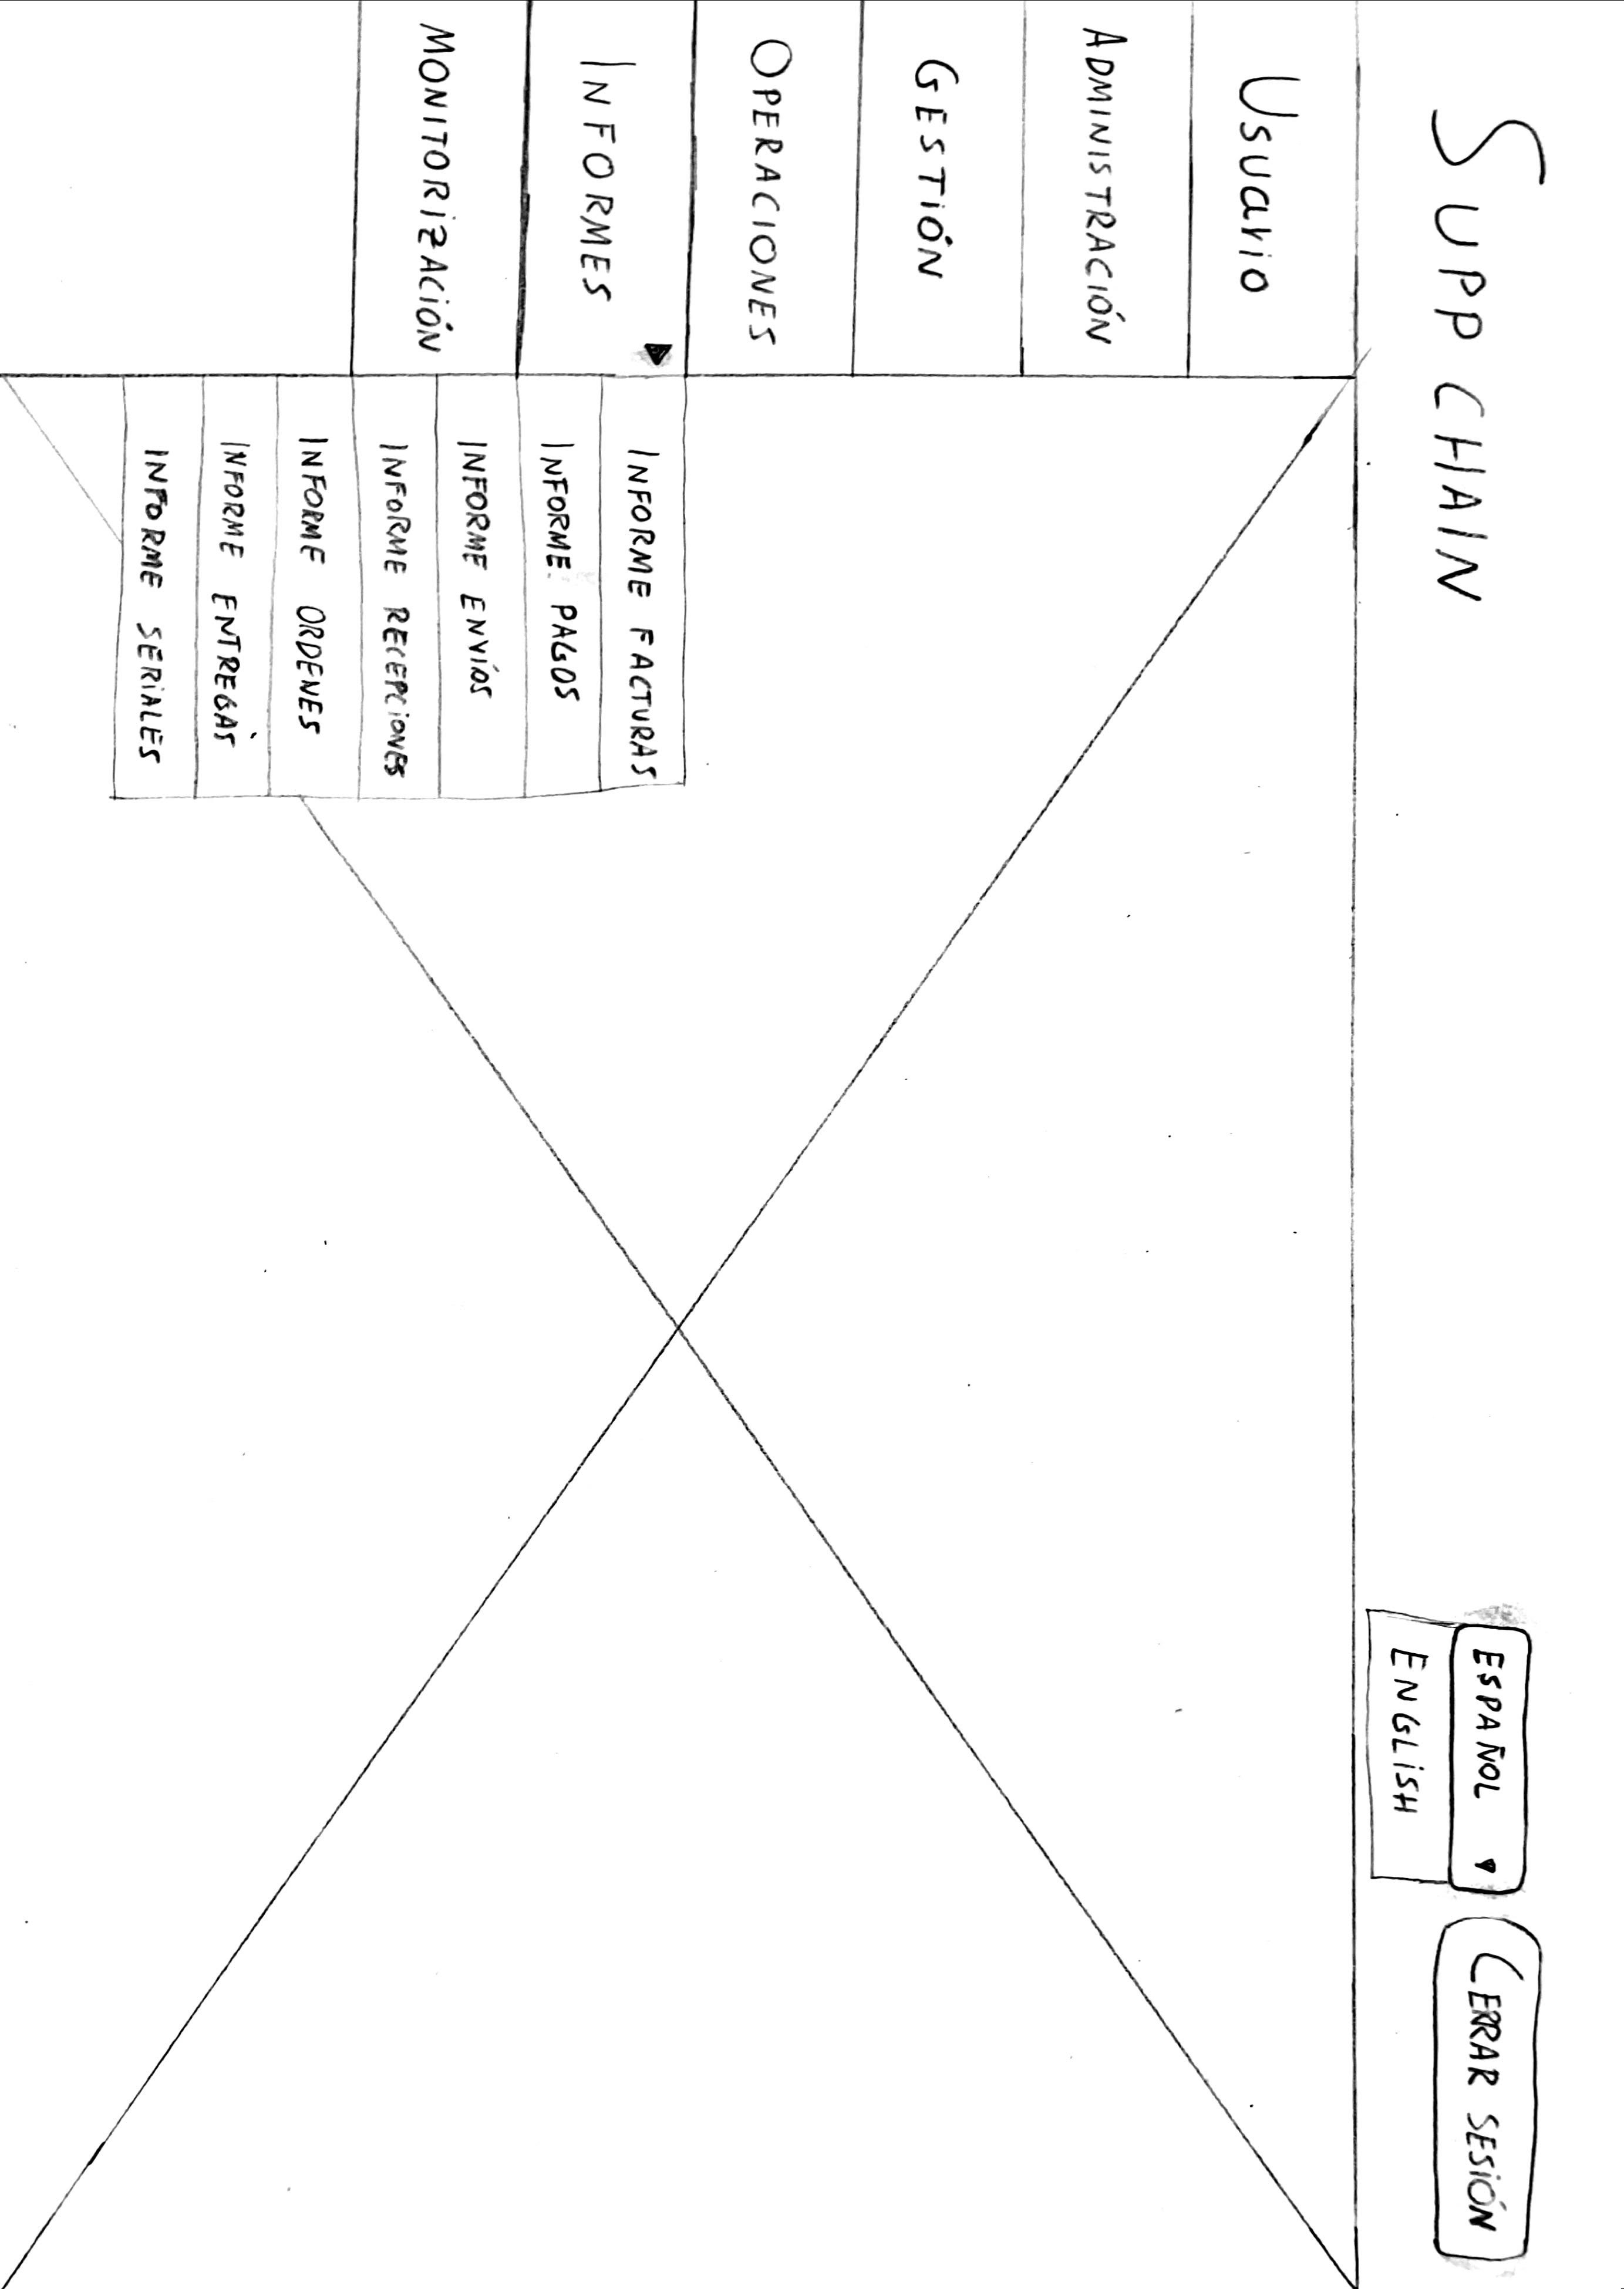 SUPP CHAIN
ESPAÑOL
CERRAR SESIÓN
ENGLISH
Usuario
ADMINISTRACIÓN
GESTIÓN
OPERACIONES
INFORMES
INFORME FACTURAS
INFORME PAGOS
INFORME ENVÍOS
MONITORIZACIÓN
INFORME RECEPCIONES
INFORME ORDENES
INFORME ENTREGAS
INFORME SERIALES